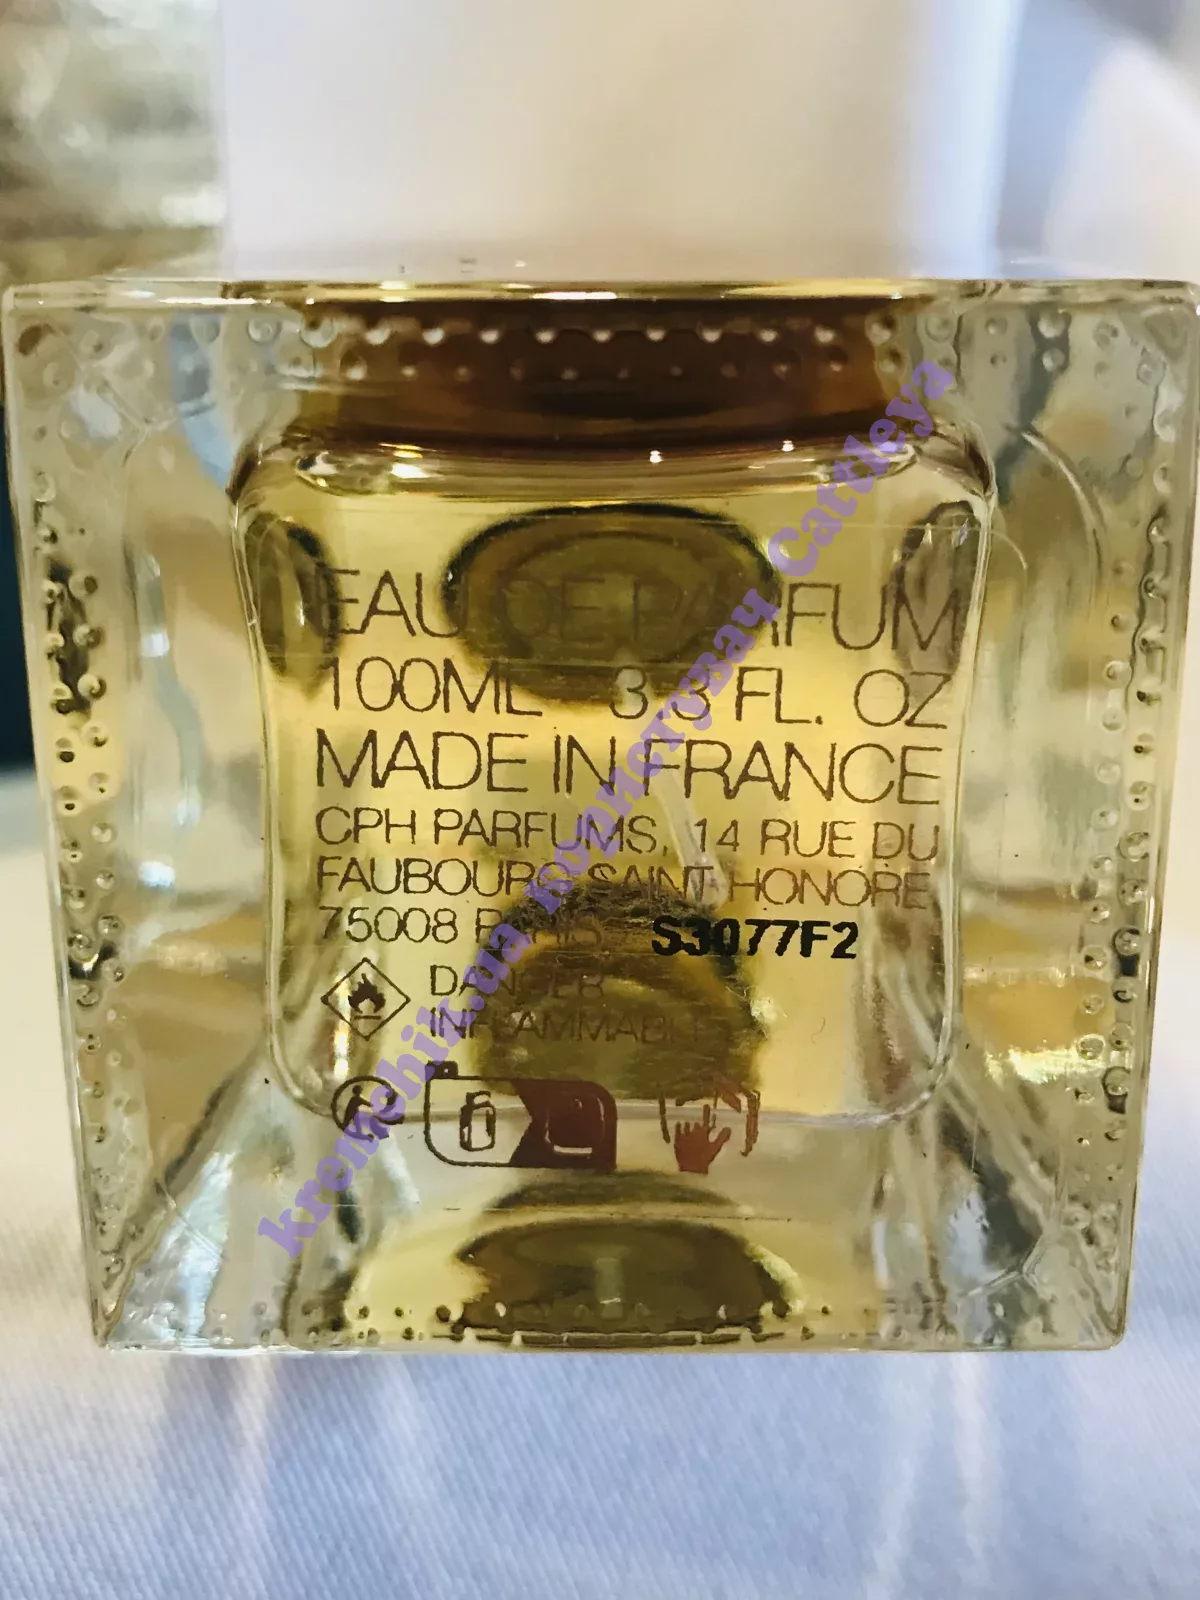 EAU DE PARFUM
100ML 3.3 FL. OZ
MADE IN FRANCE
CPH PARFUMS, 14 RUE DU
FAUBOURG SAINT HONORE
75008 PARIS S3077F2
DANGER
INFLAMMABLE
kremchik.ua користувач Cattleya